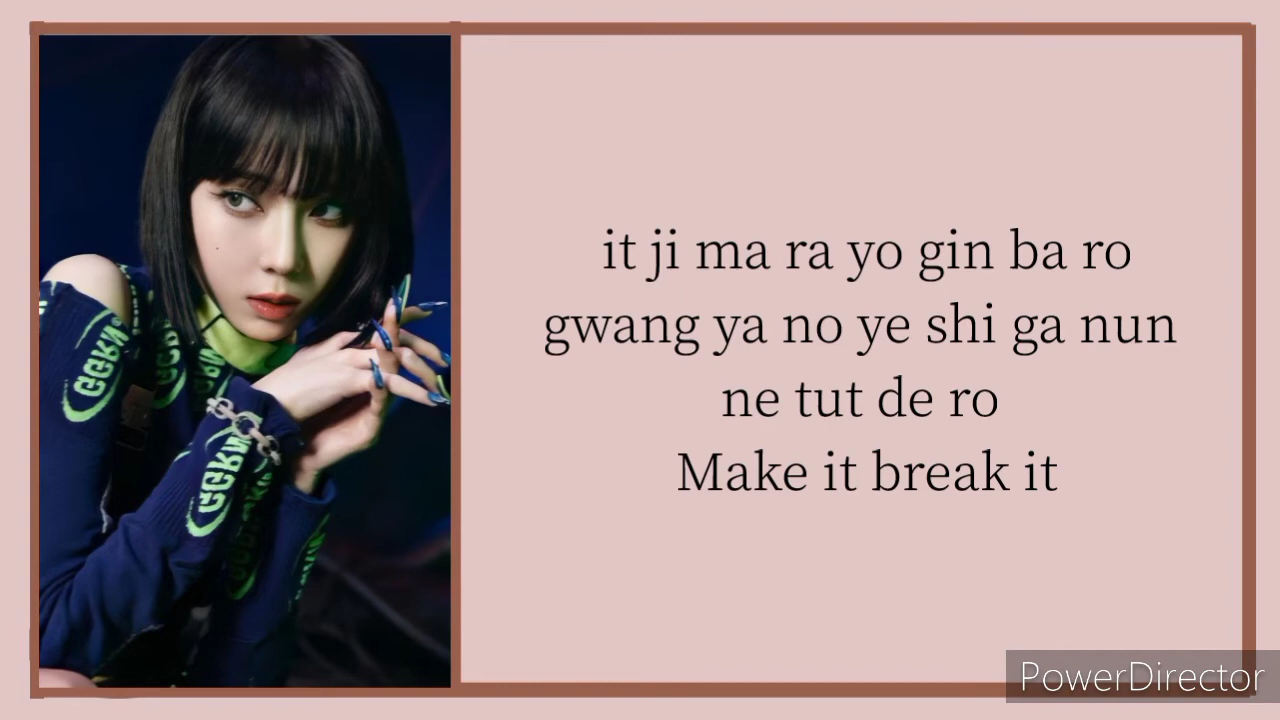 it ji ma ra yo gin ba ro
gwang ya no ye shi ga nun
ne tut de ro
Make it break it
PowerDirector